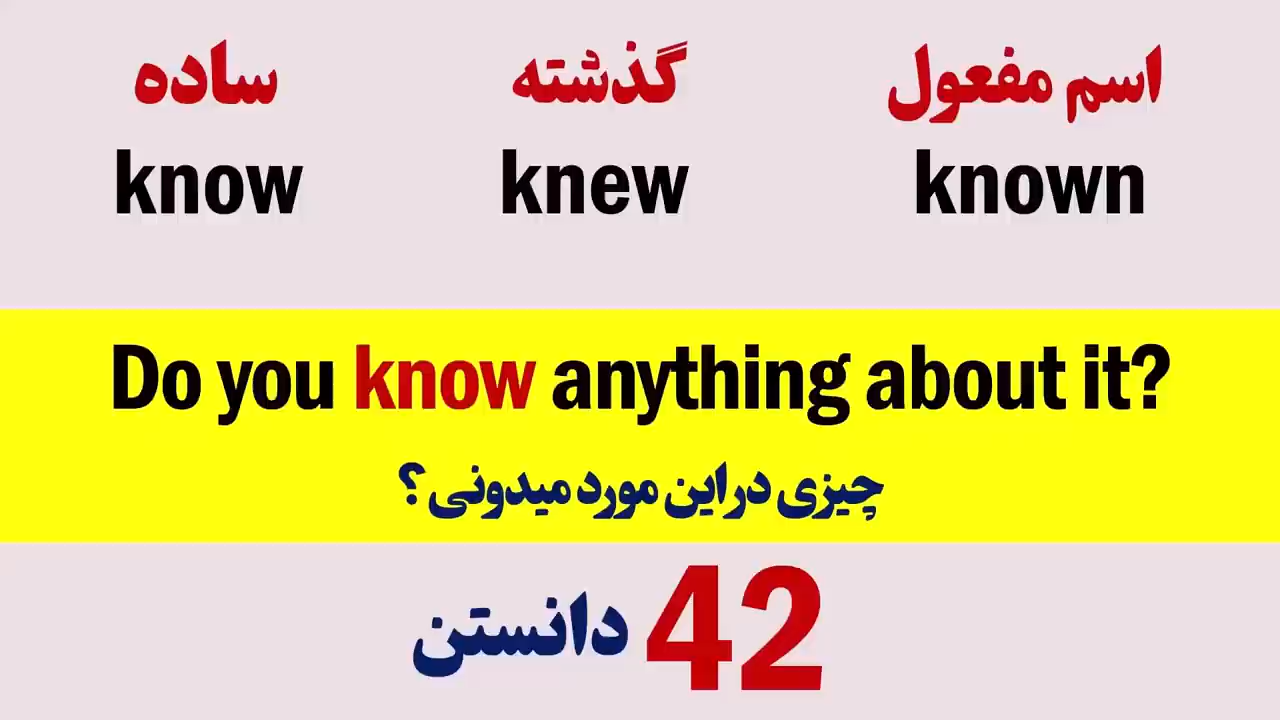 ساده گذشته اسم مفعول
know knew known
Do you know anything about it?
چیزی در این مورد میدونی ؟
42 دانستن